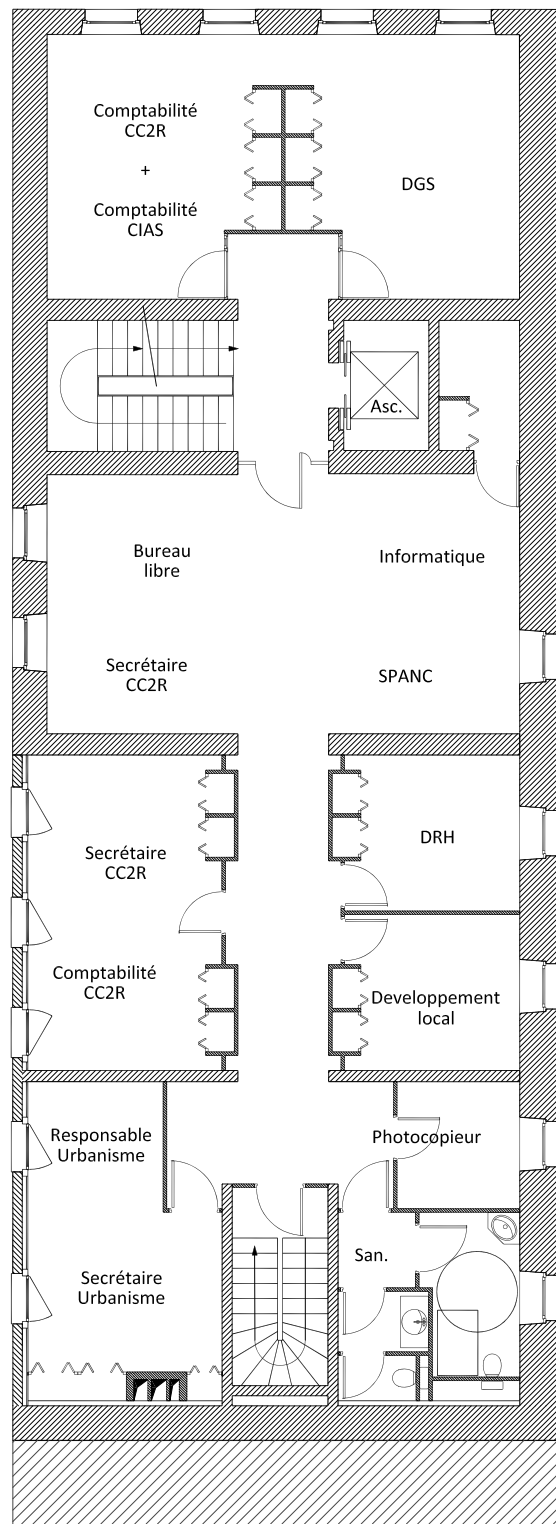 Comptabilité
CC2R
+
Comptabilité
CIAS
DGS
Asc.
Bureau
libre
Informatique
Secrétaire
CC2R
SPANC
Secrétaire
CC2R
DRH
Comptabilité
CC2R
Developpement
local
Responsable
Urbanisme
Photocopieur
San.
Secrétaire
Urbanisme